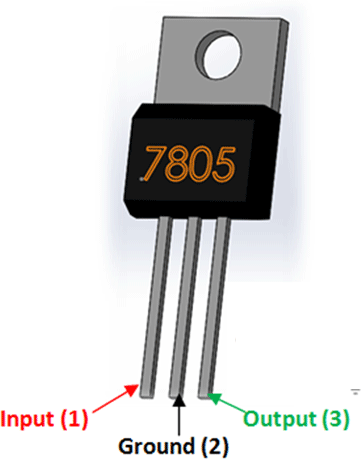 7805
Input (1)
Output (3)
Ground (2)